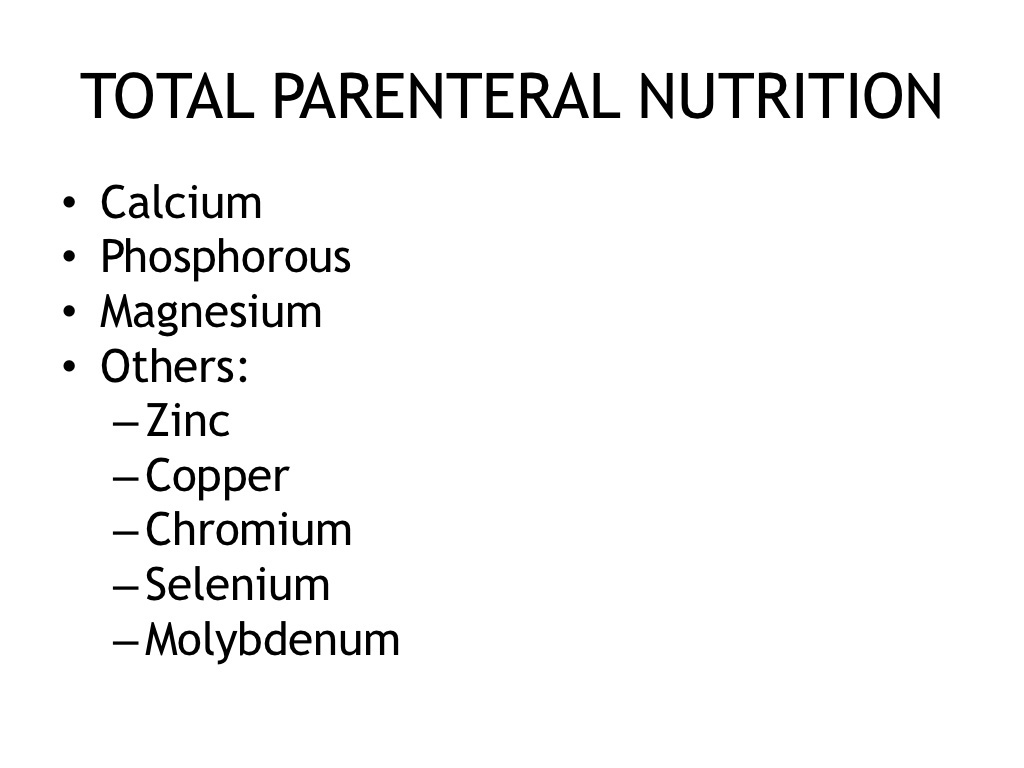 TOTAL PARENTERAL NUTRITION
• Calcium
• Phosphorous
• Magnesium
• Others:
– Zinc
– Copper
– Chromium
– Selenium
– Molybdenum